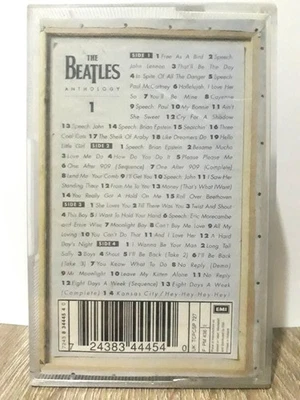 THE
BEATLES
ANTHOLOGY
1
SIDE 1 1 Free As A Bird 2 Speech:
John Lennon 3 That'll Be The Day
4 In Spite Of All The Danger 5 Speech:
Paul McCartney 6 Hallelujah, I Love Her
So 7 You'll Be Mine 8 Cayenne
9 Speech: Paul 10 My Bonnie 11 Ain't
She Sweet 12 Cry For A Shadow
13 Speech: John 14 Speech: Brian Epstein 15 Searchin' 16 Three
Cool Cats 17 The Sheik Of Araby 18 Like Dreamers Do 19 Hello
Little Girl SIDE 2 1 Speech: Brian Epstein 2 Besame Mucho
3 Love Me Do 4 How Do You Do It 5 Please Please Me
6 One After 909 (Sequence) 7 One After 909 (Complete)
8 Lend Me Your Comb 9 I'll Get You 10 Speech: John 11 I Saw Her
Standing There 12 From Me To You 13 Money (That's What I Want)
14 You Really Got A Hold On Me 15 Roll Over Beethoven
SIDE 3 1 She Loves You 2 Till There Was You 3 Twist And Shout
4 This Boy 5 I Want To Hold Your Hand 6 Speech: Eric Morecambe
and Ernie Wise 7 Moonlight Bay 8 Can't Buy Me Love 9 All My
Loving 10 You Can't Do That 11 And I Love Her 12 A Hard
Day's Night SIDE 4 1 I Wanna Be Your Man 2 Long Tall
Sally 3 Boys 4 Shout 5 I'll Be Back (Take 2) 6 I'll Be Back
(Take 3) 7 You Know What To Do 8 No Reply (Demo)
9 Mr Moonlight 10 Leave My Kitten Alone 11 No Reply
12 Eight Days A Week (Sequence) 13 Eight Days A Week
(Complete) 14 Kansas City/Hey-Hey-Hey-Hey!
7243 8 34445 4 0
7 24383 44454 0
UK: TCPCSP 727
F: PM 430
EMI